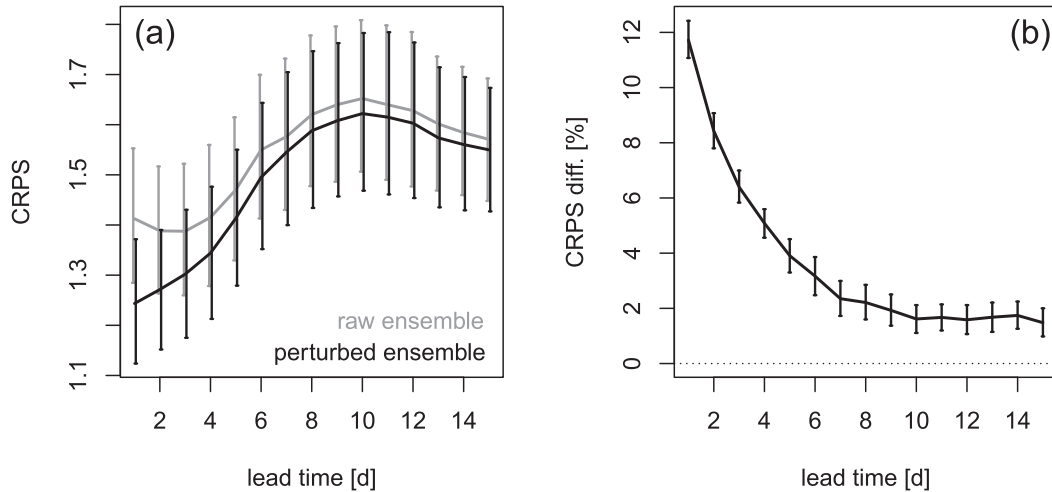 (a)
CRPS
1.7
1.5
1.3
1.1
raw ensemble
perturbed ensemble
2 4 6 8 10 12 14
lead time [d]
(b)
CRPS diff. [%]
12
10
8
6
4
2
0
2 4 6 8 10 12 14
lead time [d]